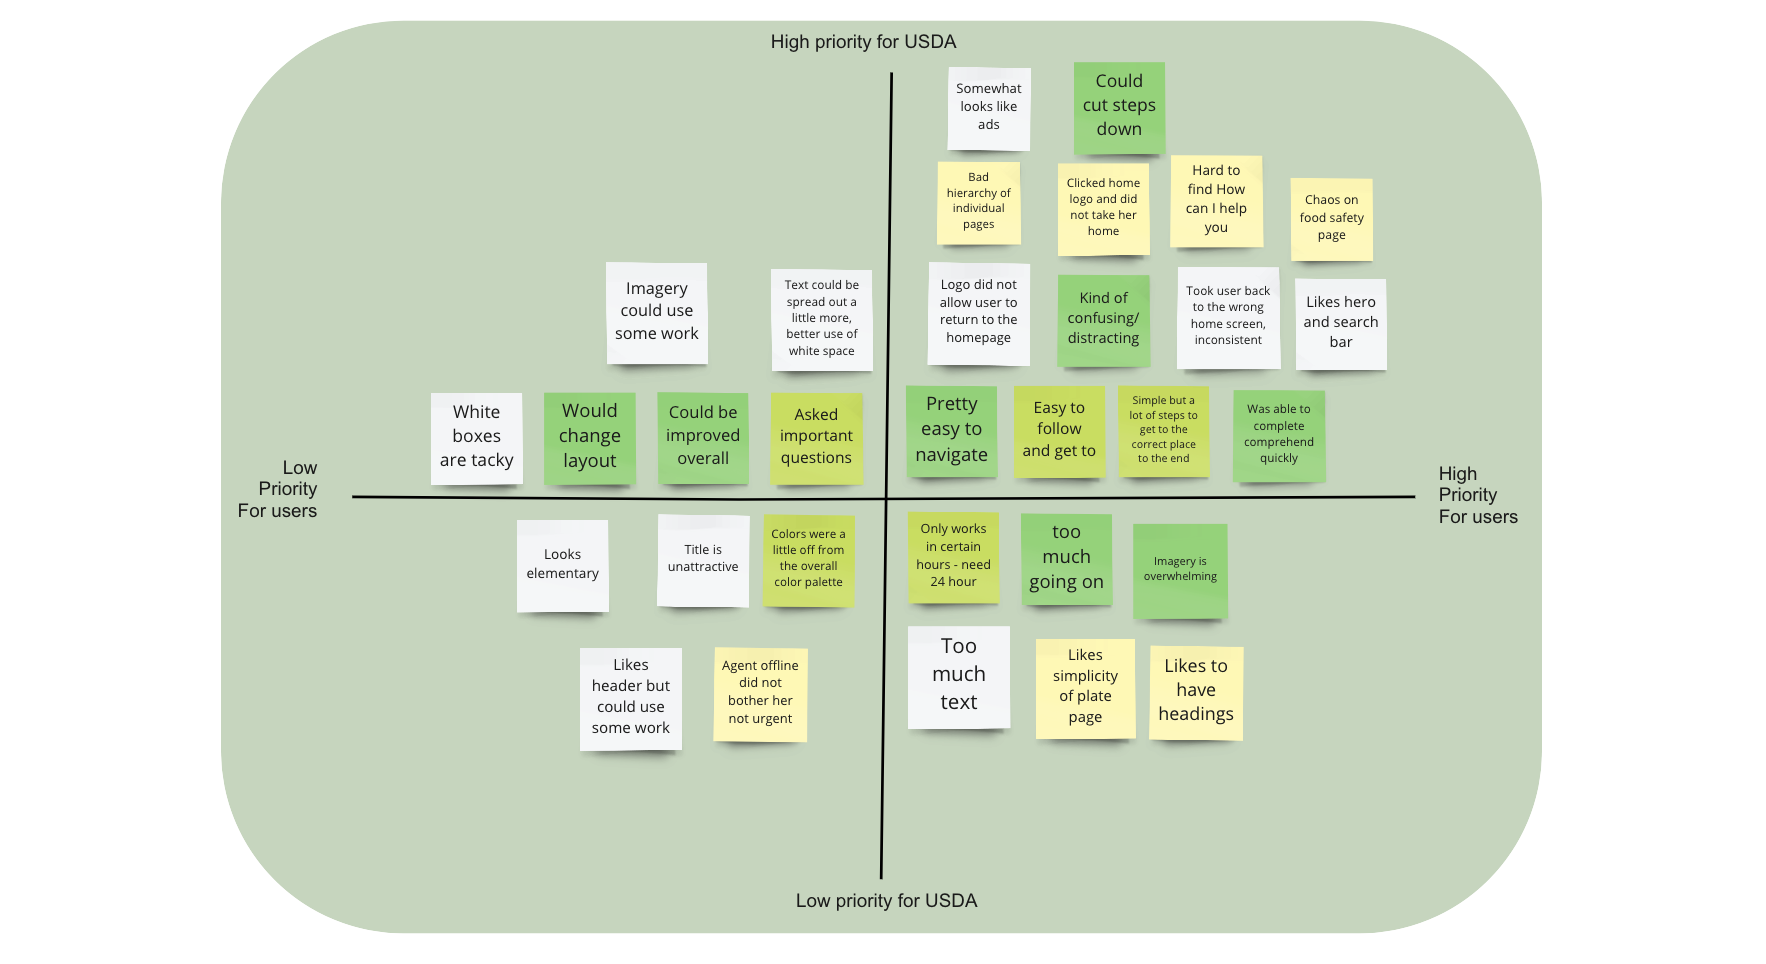 High priority for USDA
Somewhat
looks like
ads
Could
cut steps
down
Bad
hierarchy of
individual
pages
Clicked home
logo and did
not take her
home
Hard to
find How
can I help
you
Chaos on
food safety
page
Imagery
could use
some work
Text could be
spread out a
little more,
better use of
white space
Logo did not
allow user to
return to the
homepage
Kind of
confusing/
distracting
Took user back
to the wrong
home screen,
inconsistent
Likes hero
and search
bar
White
boxes
are tacky
Would
change
layout
Could be
improved
overall
Asked
important
questions
Pretty
easy to
navigate
Easy to
follow
and get to
Simple but a
lot of steps to
get to the
correct place
to the end
Was able to
complete
comprehend
quickly
Low
Priority
For users
High
Priority
For users
Looks
elementary
Title is
unattractive
Colors were a
little off from
the overall
color palette
Only works
in certain
hours - need
24 hour
too
much
going on
Imagery is
overwhelming
Likes
header but
could use
some work
Agent offline
did not
bother her
not urgent
Too
much
text
Likes
simplicity
of plate
page
Likes to
have
headings
Low priority for USDA